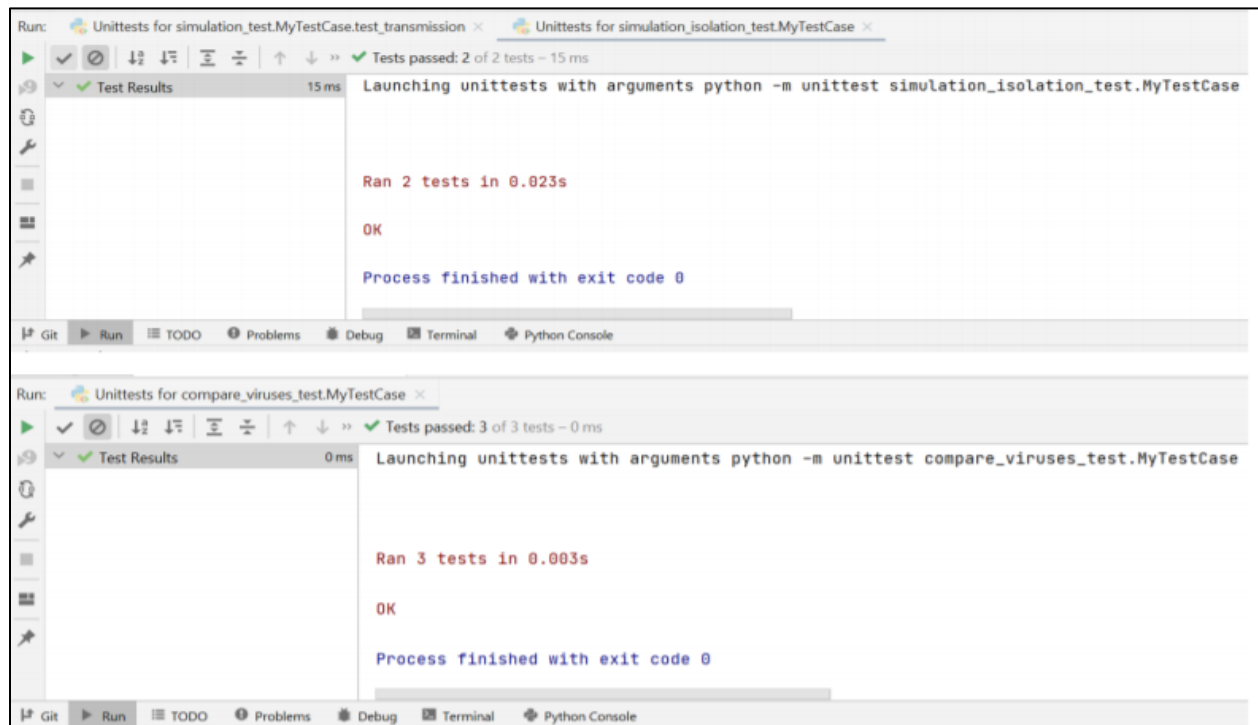 Run: Unittests for simulation_test.MyTestCase.test_transmission × Unittests for simulation_isolation_test.MyTestCase ×
» Tests passed: 2 of 2 tests – 15 ms
Test Results 15 ms Launching unittests with arguments python -m unittest simulation_isolation_test.MyTestCase
Ran 2 tests in 0.023s
OK
Process finished with exit code 0
Git Run TODO Problems Debug Terminal Python Console
Run: Unittests for compare_viruses_test.MyTestCase ×
» Tests passed: 3 of 3 tests – 0 ms
Test Results 0 ms Launching unittests with arguments python -m unittest compare_viruses_test.MyTestCase
Ran 3 tests in 0.003s
OK
Process finished with exit code 0
Git Run TODO Problems Debug Terminal Python Console